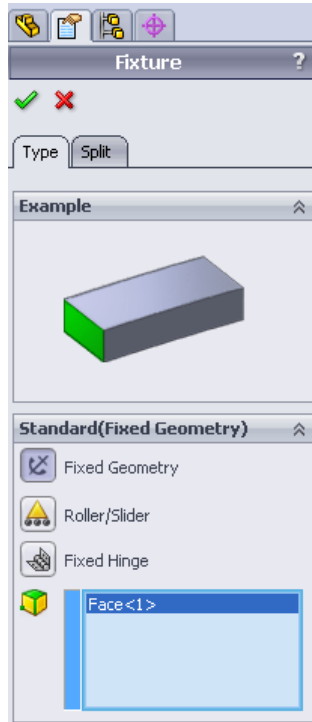 Fixture ?
Type Split
Example
Standard(Fixed Geometry)
Fixed Geometry
Roller/Slider
Fixed Hinge
Face<1>